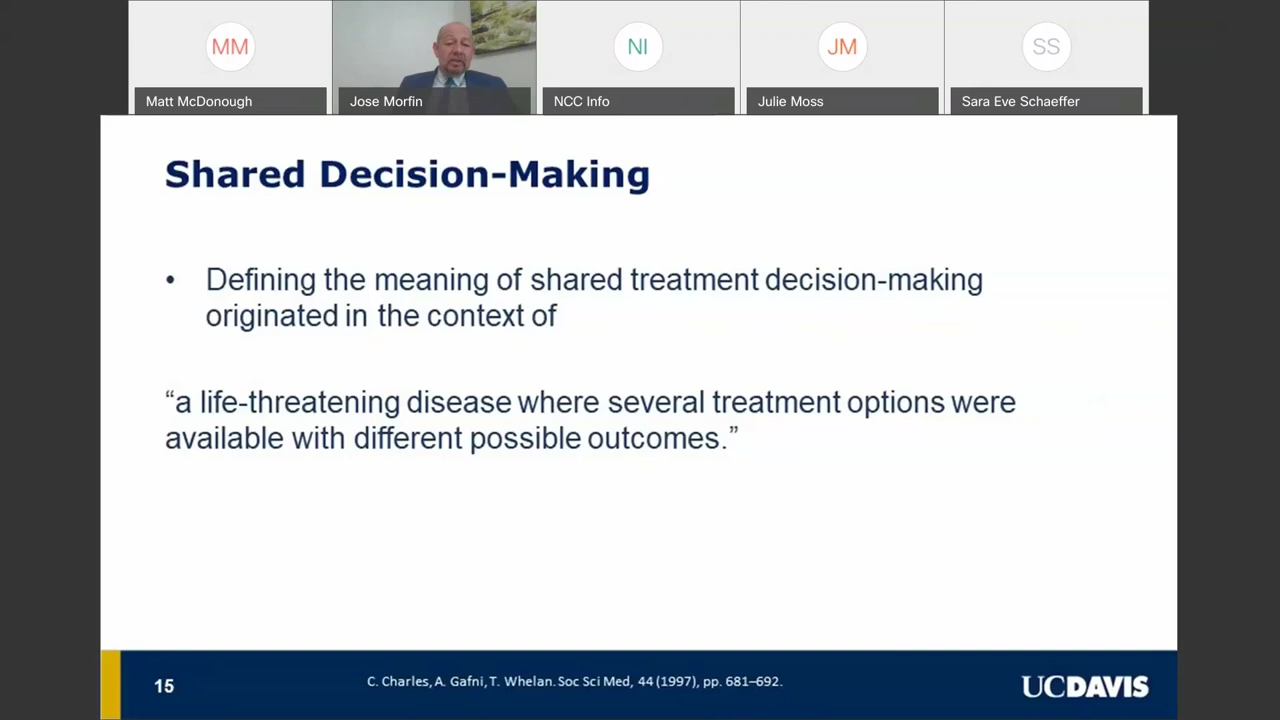 MM
NI
JM
SS
Matt McDonough
Jose Morfin
NCC Info
Julie Moss
Sara Eve Schaeffer
Shared Decision-Making
• Defining the meaning of shared treatment decision-making
originated in the context of
“a life-threatening disease where several treatment options were
available with different possible outcomes.”
15
C. Charles, A. Gafni, T. Whelan. Soc Sci Med, 44 (1997), pp. 681–692.
UCDAVIS